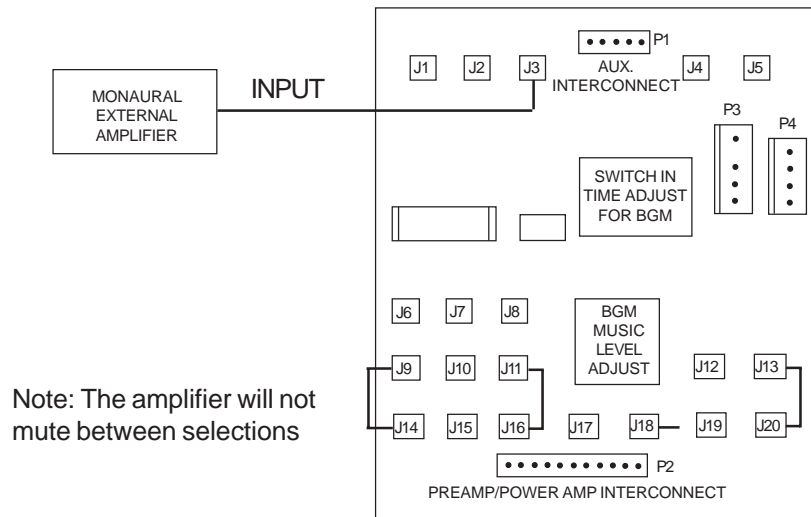 P1
J1 J2 J3 J4 J5
AUX.
INTERCONNECT
INPUT
MONAURAL
EXTERNAL
AMPLIFIER
P3
P4
SWITCH IN
TIME ADJUST
FOR BGM
J6 J7 J8
BGM
MUSIC
LEVEL
ADJUST
J9 J10 J11 J12 J13
Note: The amplifier will not
mute between selections
J14 J15 J16 J17 J18 J19 J20
P2
PREAMP/POWER AMP INTERCONNECT